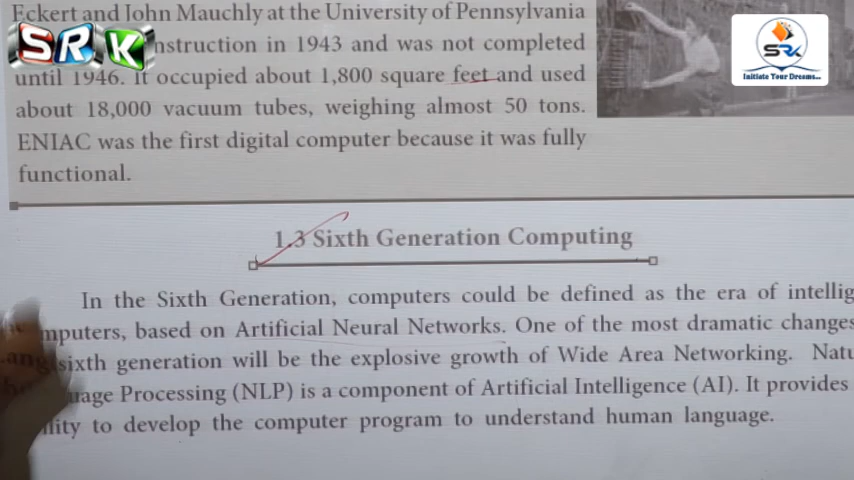 Eckert and John Mauchly at the University of Pennsylvania
SRK nstruction in 1943 and was not completed
until 1946. It occupied about 1,800 square feet and used
about 18,000 vacuum tubes, weighing almost 50 tons.
ENIAC was the first digital computer because it was fully
functional.
SRK
Initiate Your Dreams...
1.3 Sixth Generation Computing
In the Sixth Generation, computers could be defined as the era of intellig
mputers, based on Artificial Neural Networks. One of the most dramatic changes
sixth generation will be the explosive growth of Wide Area Networking. Natu
uage Processing (NLP) is a component of Artificial Intelligence (AI). It provides
lity to develop the computer program to understand human language.